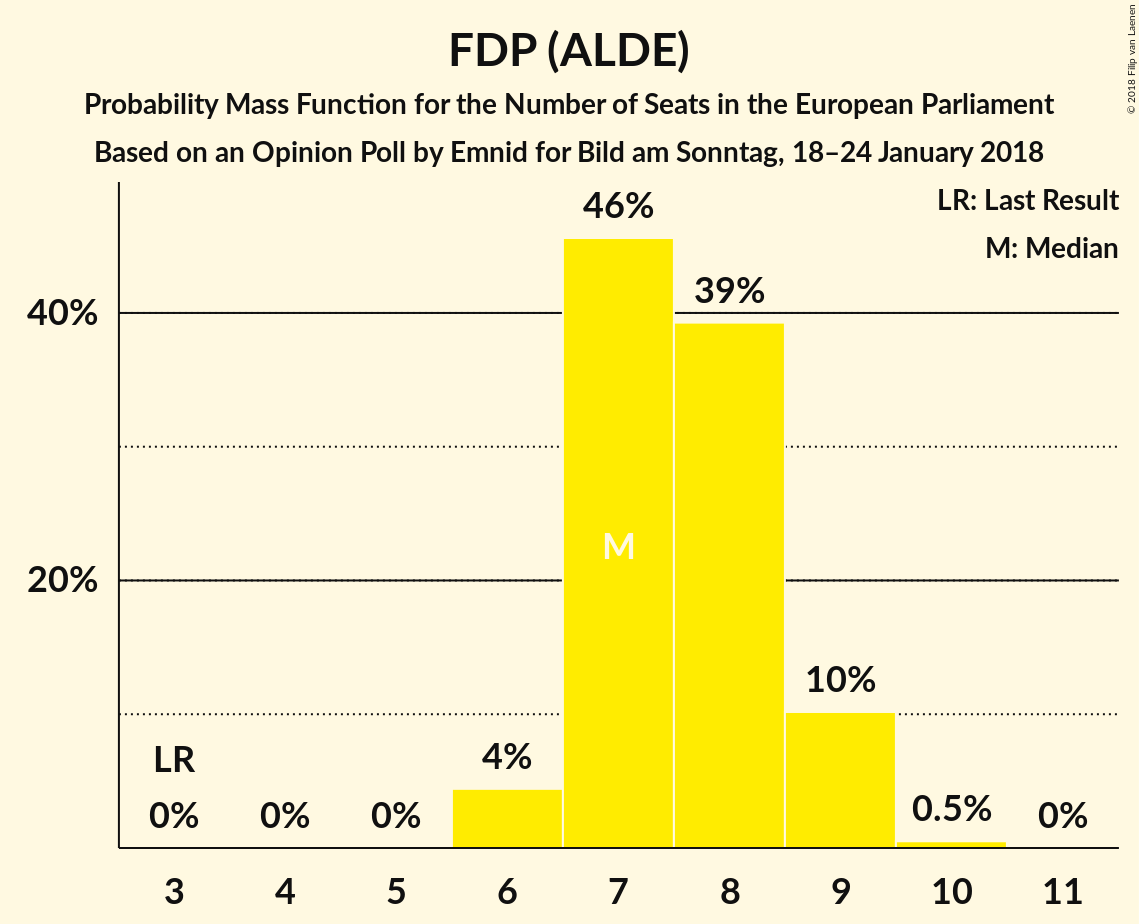 FDP (ALDE)
Probability Mass Function for the Number of Seats in the European Parliament
Based on an Opinion Poll by Emnid for Bild am Sonntag, 18–24 January 2018
© 2018 Filip van Laenen
LR: Last Result
M: Median
46%
39%
40%
M
20%
10%
LR
4%
0%
0%
0%
0.5%
0%
3
4
5
6
7
8
9
10
11